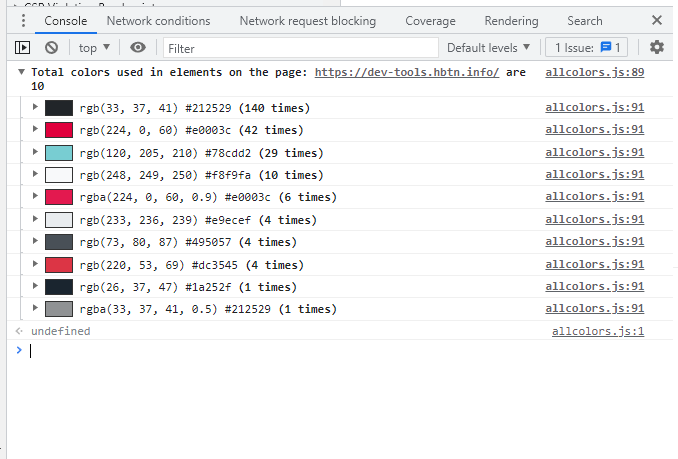 Console Network conditions Network request blocking Coverage Rendering Search
top ▼ Filter Default levels ▼ 1 Issue: 1
Total colors used in elements on the page: https://dev-tools.hbtn.info/ are allcolors.js:89
10
rgb(33, 37, 41) #212529 (140 times) allcolors.js:91
rgb(224, 0, 60) #e0003c (42 times) allcolors.js:91
rgb(120, 205, 210) #78cdd2 (29 times) allcolors.js:91
rgb(248, 249, 250) #f8f9fa (10 times) allcolors.js:91
rgba(224, 0, 60, 0.9) #e0003c (6 times) allcolors.js:91
rgb(233, 236, 239) #e9ecef (4 times) allcolors.js:91
rgb(73, 80, 87) #495057 (4 times) allcolors.js:91
rgb(220, 53, 69) #dc3545 (4 times) allcolors.js:91
rgb(26, 37, 47) #1a252f (1 times) allcolors.js:91
rgba(33, 37, 41, 0.5) #212529 (1 times) allcolors.js:91
undefined allcolors.js:1